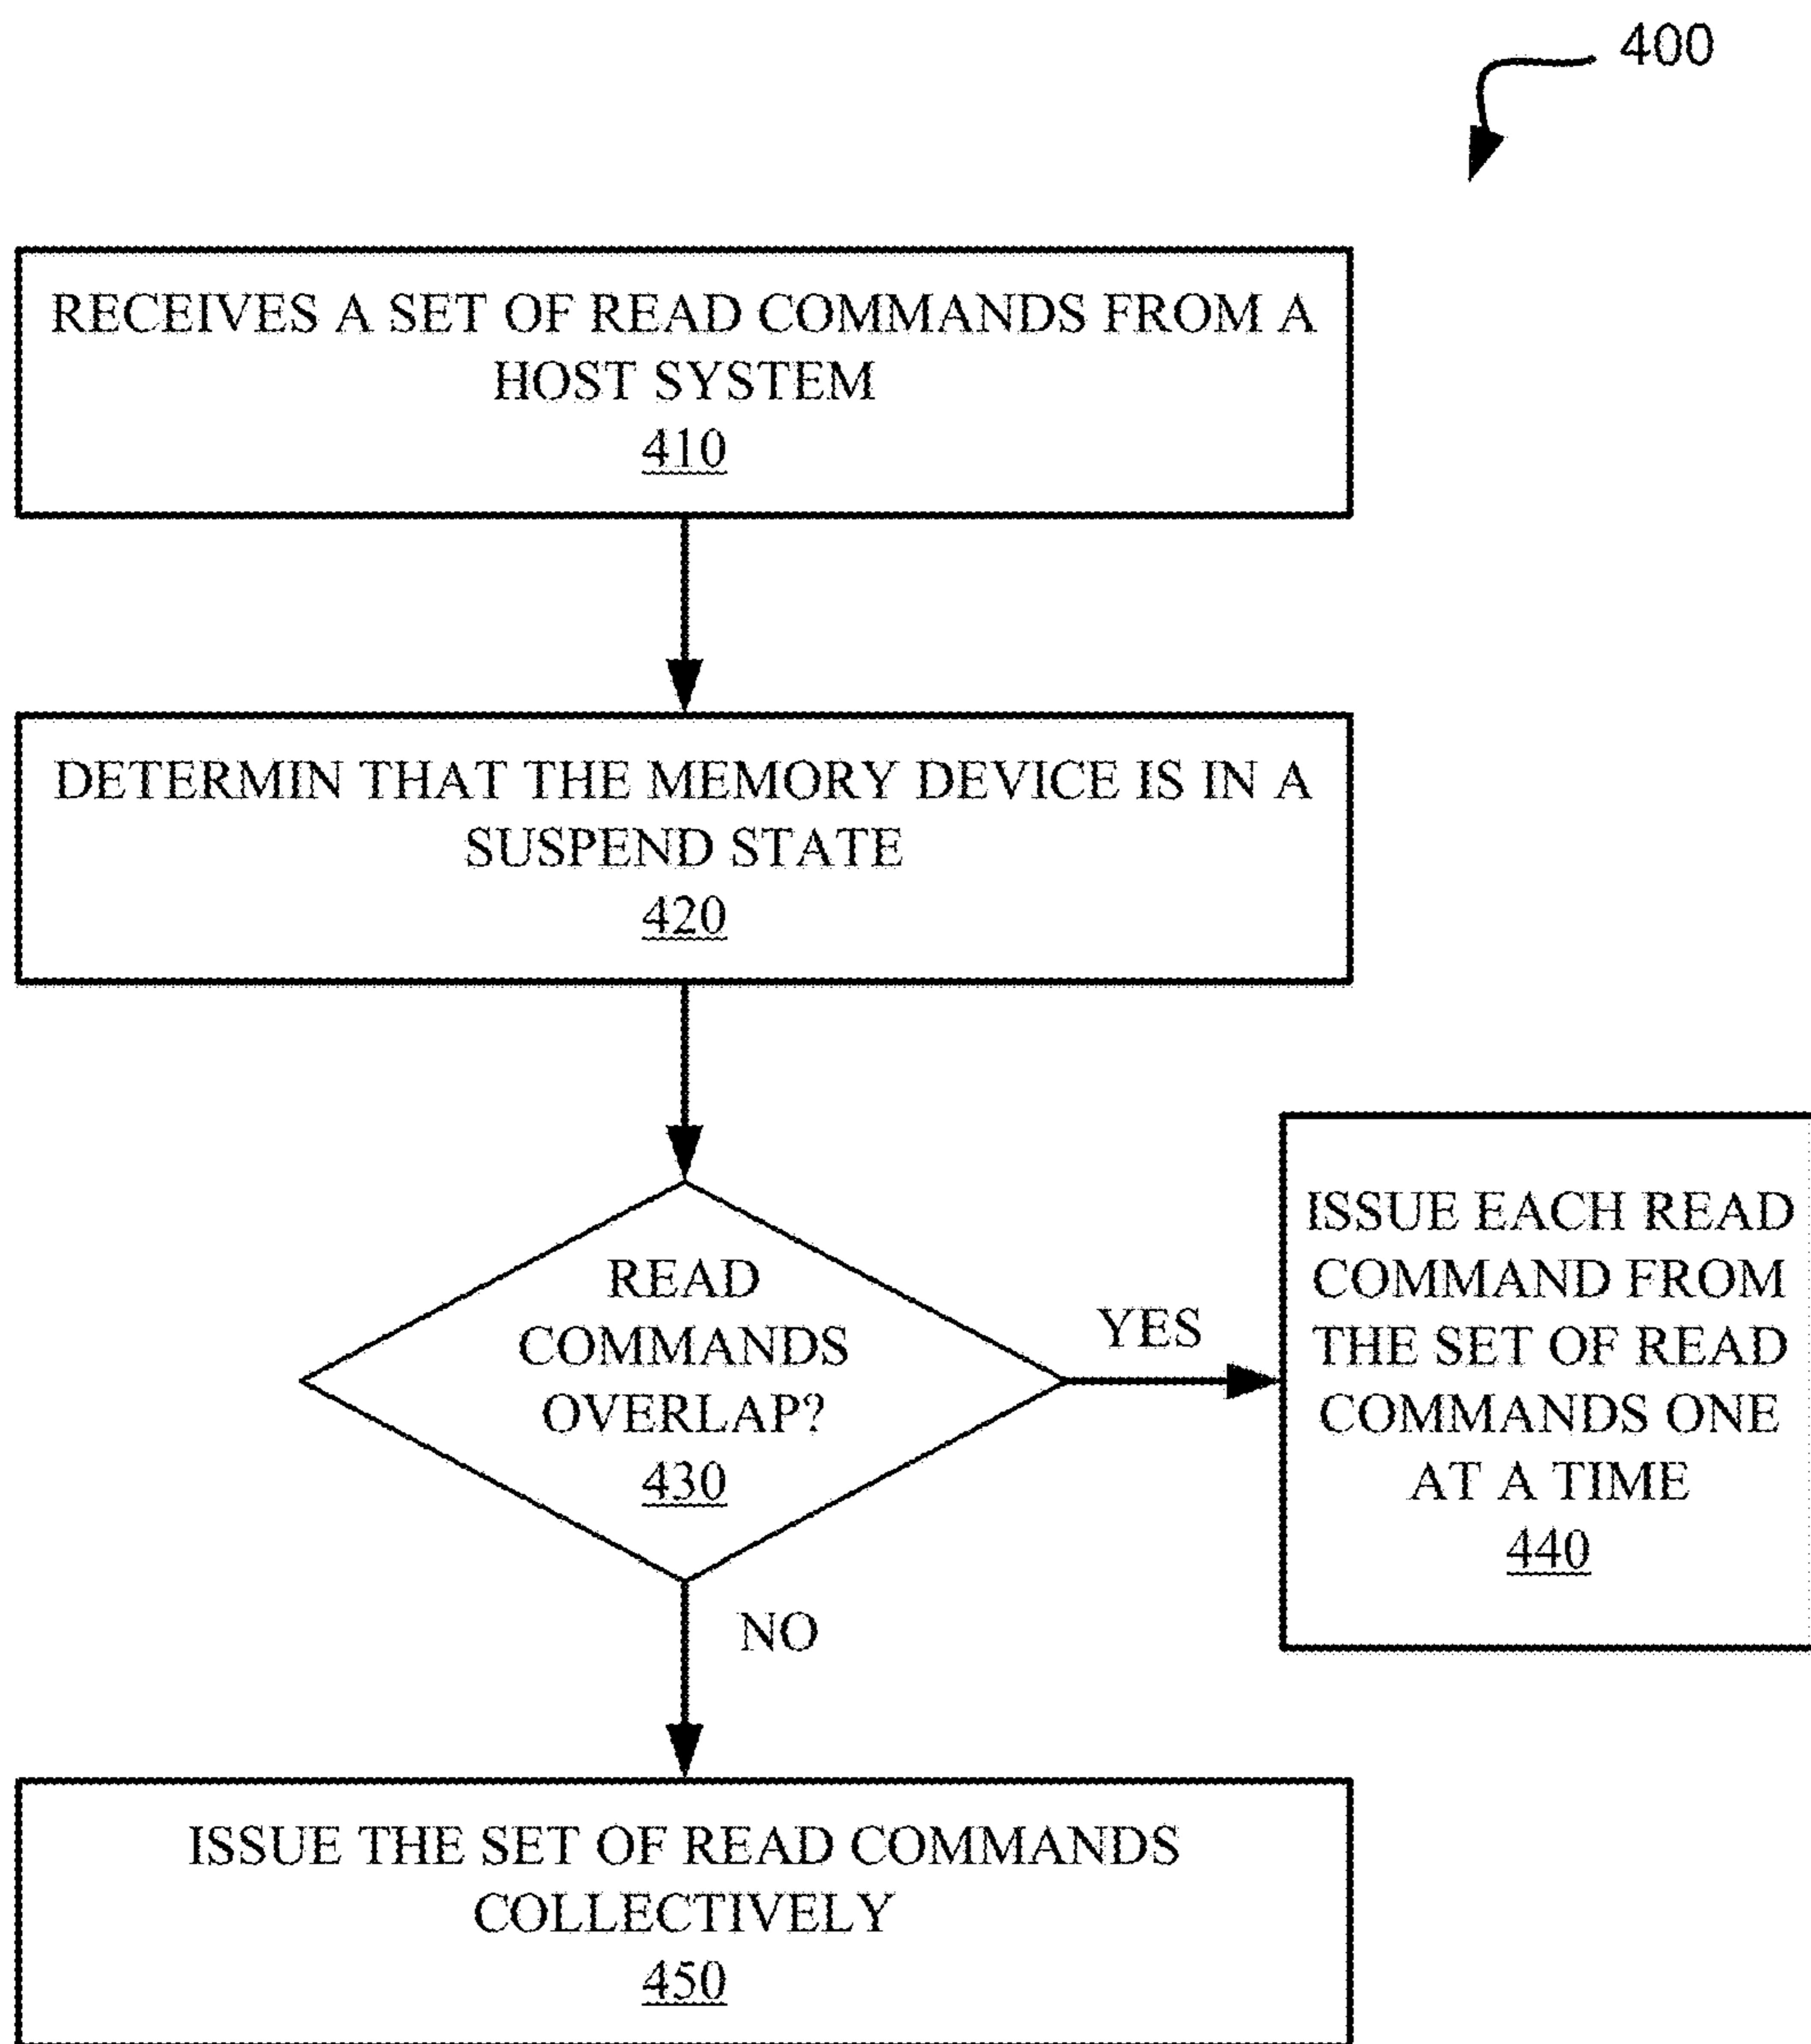 400
RECEIVES A SET OF READ COMMANDS FROM A
HOST SYSTEM
410
DETERMIN THAT THE MEMORY DEVICE IS IN A
SUSPEND STATE
420
READ
COMMANDS
OVERLAP?
430
YES
ISSUE EACH READ
COMMAND FROM
THE SET OF READ
COMMANDS ONE
AT A TIME
440
NO
ISSUE THE SET OF READ COMMANDS
COLLECTIVELY
450